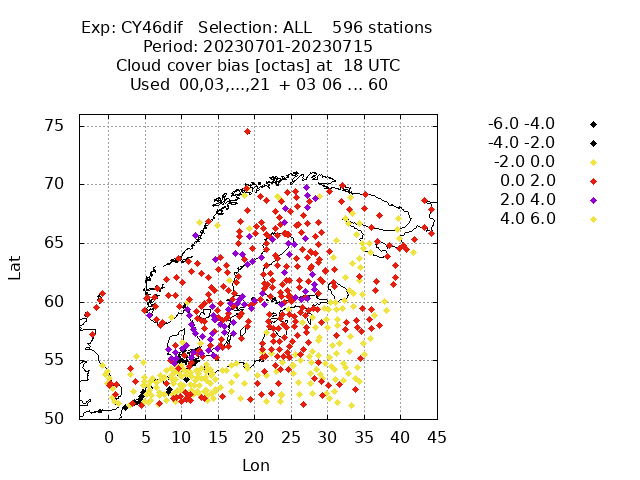 Exp: CY46dif   Selection: ALL    596 stations
Period: 20230701-20230715
Cloud cover bias [octas] at  18 UTC
Used  00,03,...,21  + 03 06 ... 60
75
70
65
60
55
50
Lat
0 5 10 15 20 25 30 35 40 45
Lon
-6.0 -4.0
-4.0 -2.0
-2.0 0.0
0.0 2.0
2.0 4.0
4.0 6.0